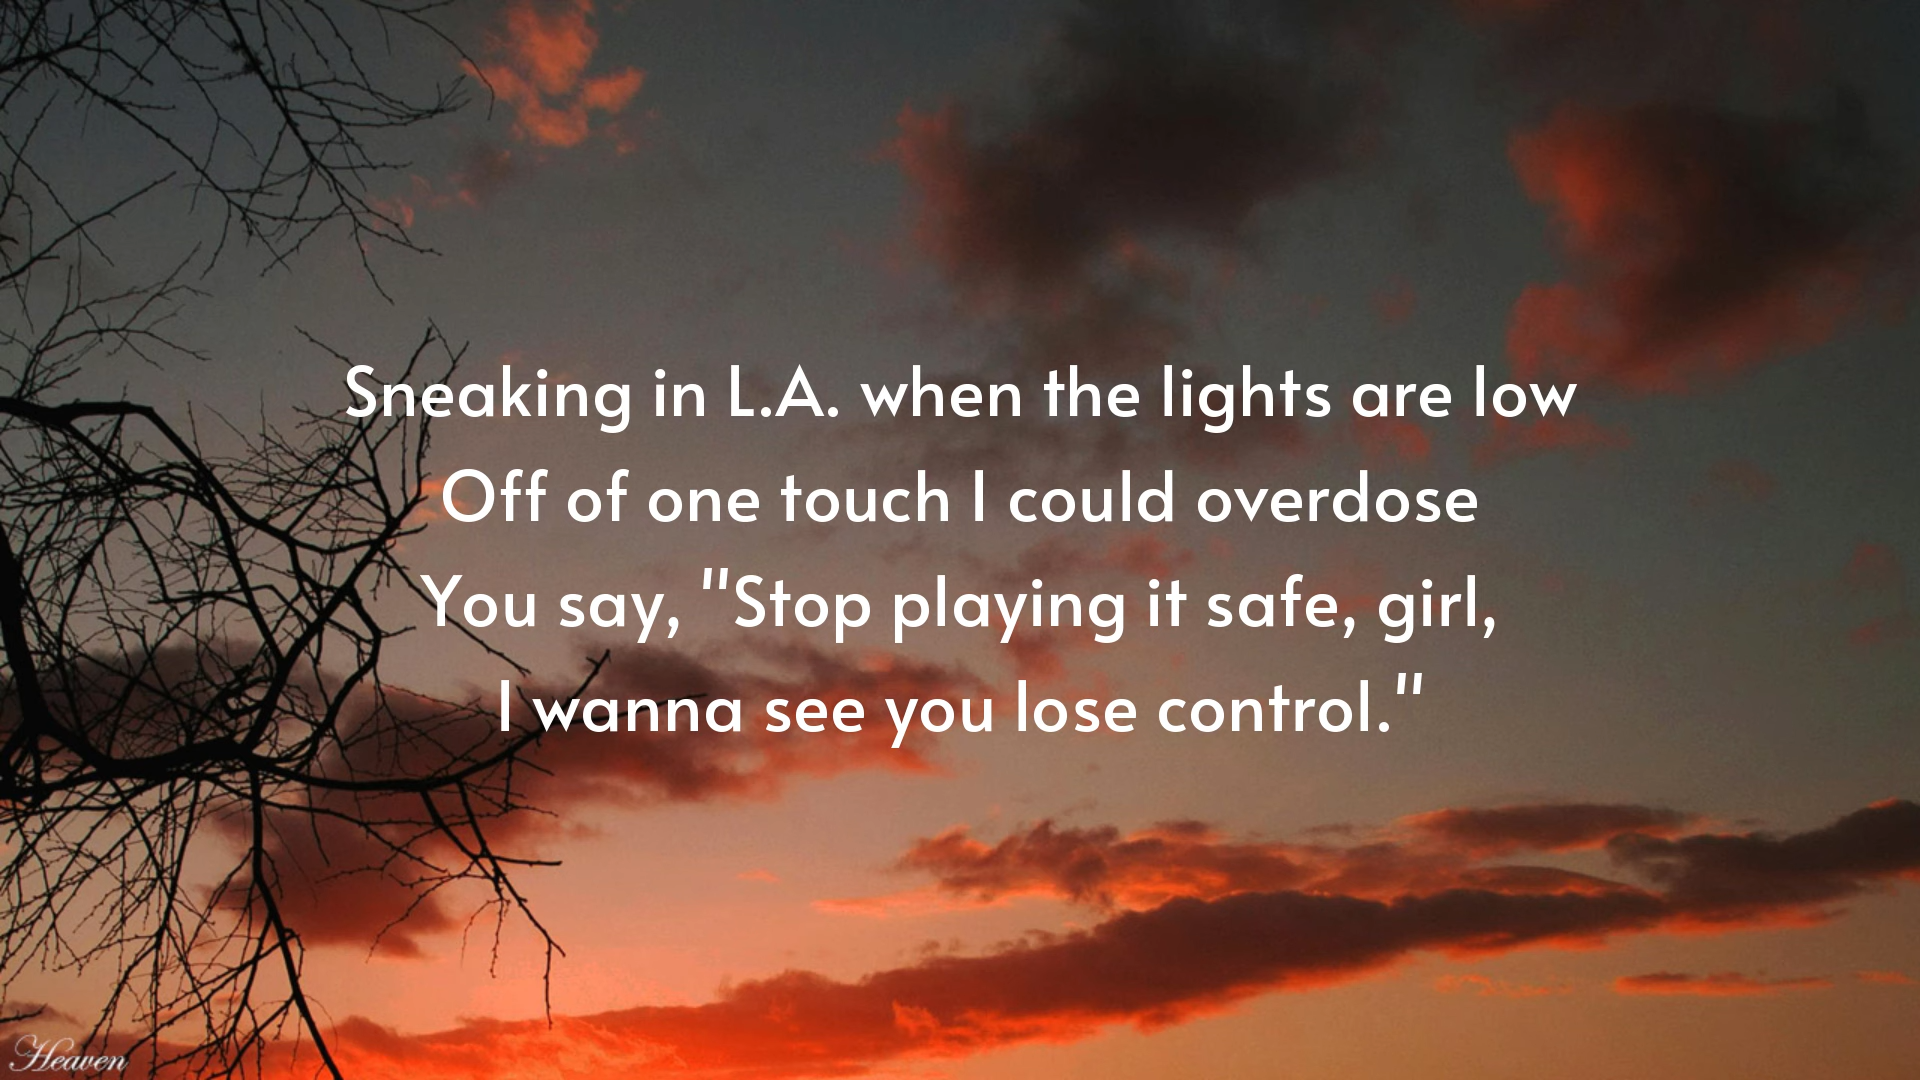 Sneaking in L.A. when the lights are low
Off of one touch I could overdose
You say, "Stop playing it safe, girl,
I wanna see you lose control."
Heaven